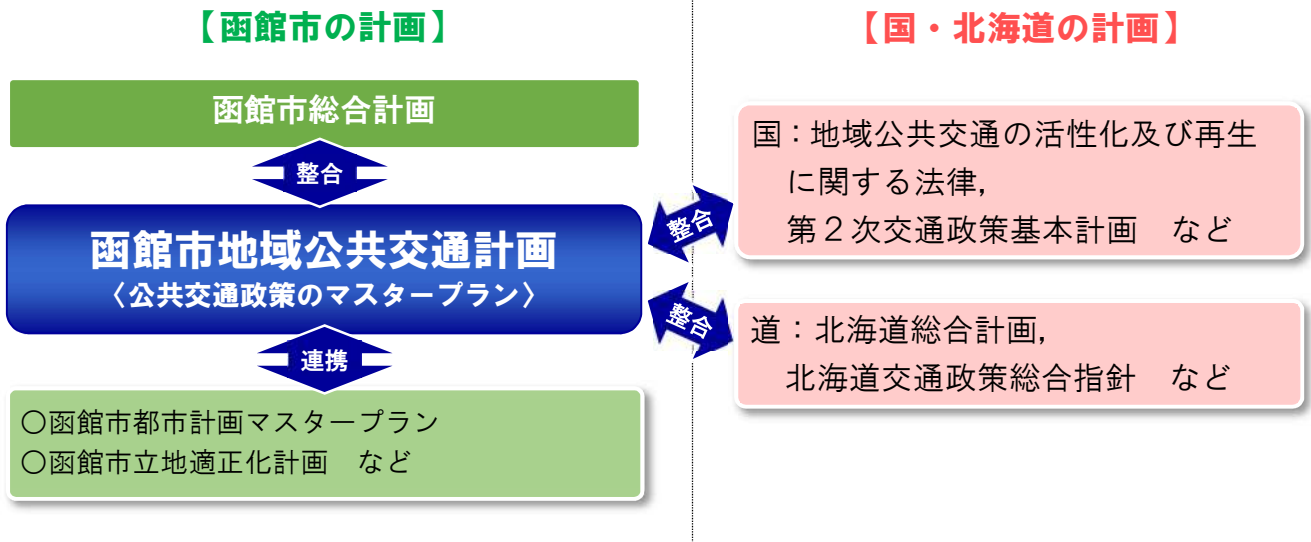 【函館市の計画】
函館市総合計画
整合
函館市地域公共交通計画
〈公共交通政策のマスタープラン〉
連携
〇函館市都市計画マスタープラン
〇函館市立地適正化計画　など
【国・北海道の計画】
整合
国：地域公共交通の活性化及び再生
に関する法律，
第２次交通政策基本計画　など
整合
道：北海道総合計画，
北海道交通政策総合指針　など